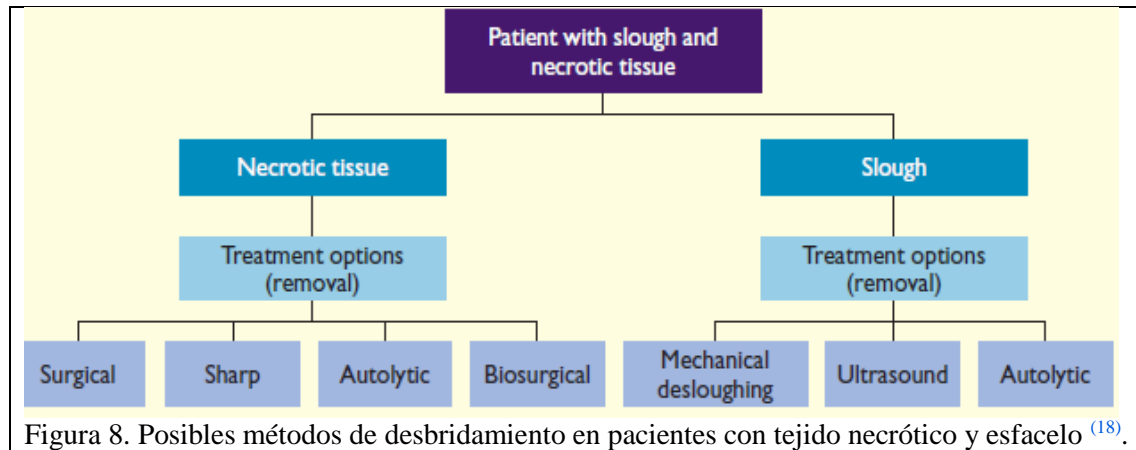 Patient with slough and
necrotic tissue
Necrotic tissue
Slough
Treatment options
(removal)
Treatment options
(removal)
Surgical
Sharp
Autolytic
Biosurgical
Mechanical
desloughing
Ultrasound
Autolytic
Figura 8. Posibles métodos de desbridamiento en pacientes con tejido necrótico y esfacelo (18).